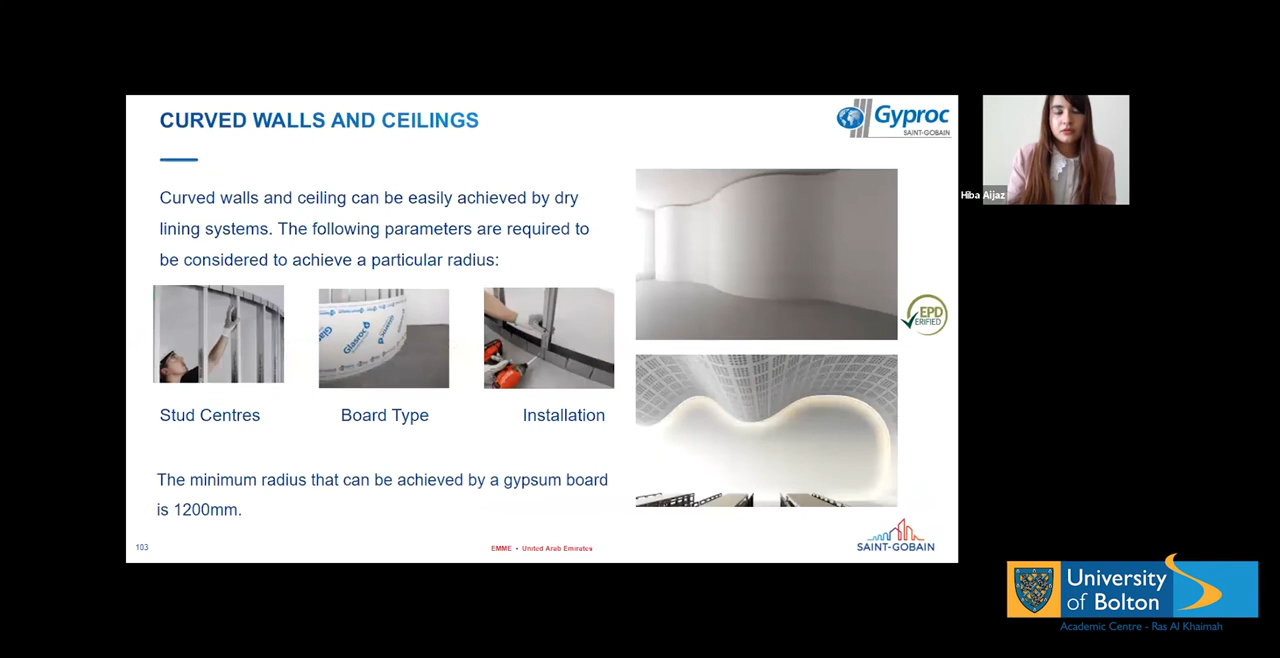 CURVED WALLS AND CEILINGS
Gyproc
SAINT-GOBAIN
Curved walls and ceiling can be easily achieved by dry
lining systems. The following parameters are required to
be considered to achieve a particular radius:
Glasroc
Stud Centres
Board Type
Installation
EPD
VERIFIED
The minimum radius that can be achieved by a gypsum board
is 1200mm.
103
EMME • United Arab Emirates
SAINT-GOBAIN
Hiba Aijaz
University
of Bolton
Academic Centre - Ras Al Khaimah